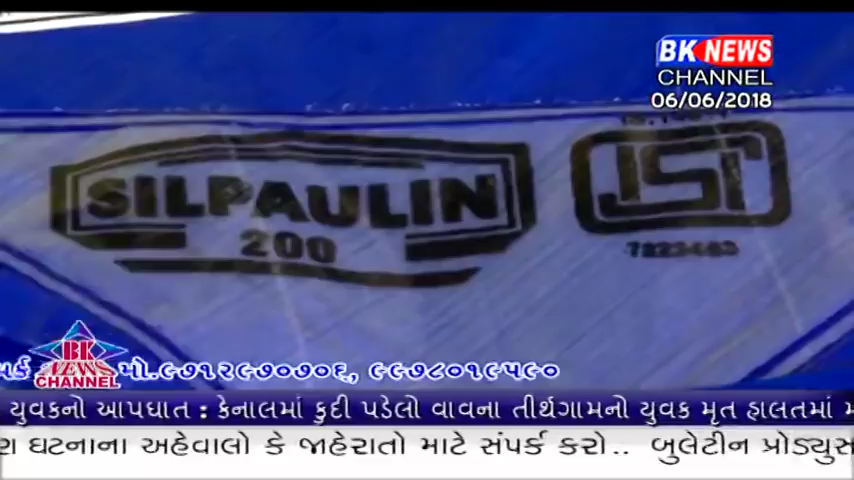 BK NEWS
CHANNEL
06/06/2018
SILPAULIN
200
ISI
BK
NEWS
CHANNEL
મો.૯૭૧૨૯૭૦૭૦૬, ૯૯૭૮૦૧૯૫૯૦
યુવકનો આપઘાત : કેનાલમાં કુદી પડેલો વાવના તીર્થગામનો યુવક મૃત હાલતમાં
ઘટનાના અહેવાલો કે જાહેરાતો માટે સંપર્ક કરો.. બુલેટીન